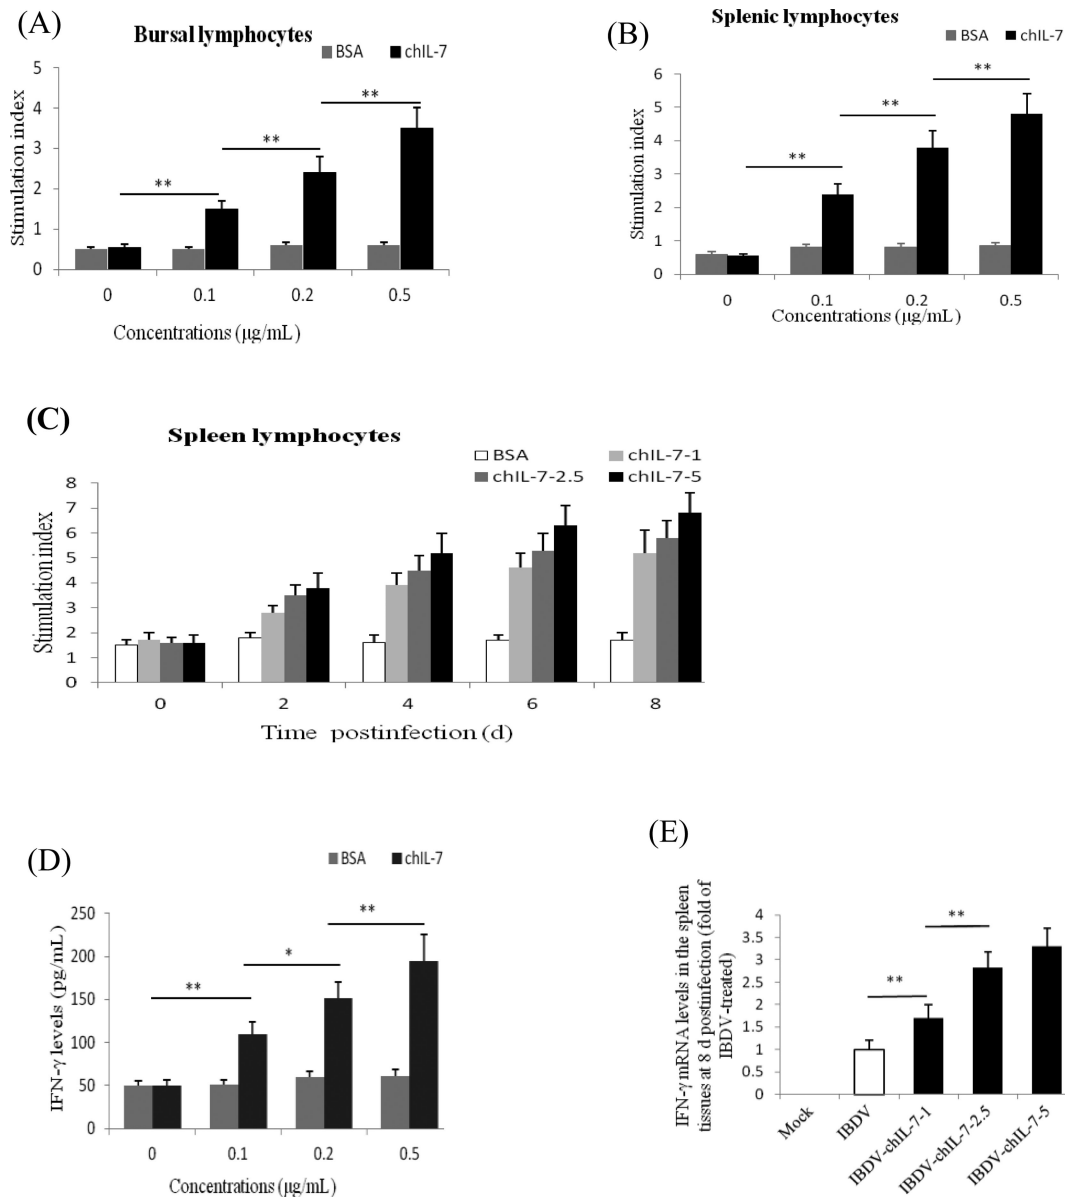 (A)
Bursal lymphocytes
BSA chIL-7
5
4
3
2
1
0
Stimulation index
**
**
**
0 0.1 0.2 0.5
Concentrations (µg/mL)
(B)
Splenic lymphocytes
BSA chIL-7
6
5
4
3
2
1
0
Stimulation index
**
**
**
0 0.1 0.2 0.5
Concentrations (µg/mL)
(C)
Spleen lymphocytes
BSA chIL-7-1
chIL-7-2.5 chIL-7-5
8
7
6
5
4
3
2
1
0
Stimulation index
0 2 4 6 8
Time postinfection (d)
(D)
BSA chIL-7
250
200
150
100
50
0
IFN-γ levels (pg/mL)
**
*
**
0 0.1 0.2 0.5
Concentrations (µg/mL)
(E)
IFN-γ mRNA levels in the spleen
tissues at 8 d postinfection (fold of
IBDV-treated)
4
3.5
3
2.5
2
1.5
1
0.5
0
**
**
Mock
IBDV
IBDV-chIL-7-1
IBDV-chIL-7-2.5
IBDV-chIL-7-5